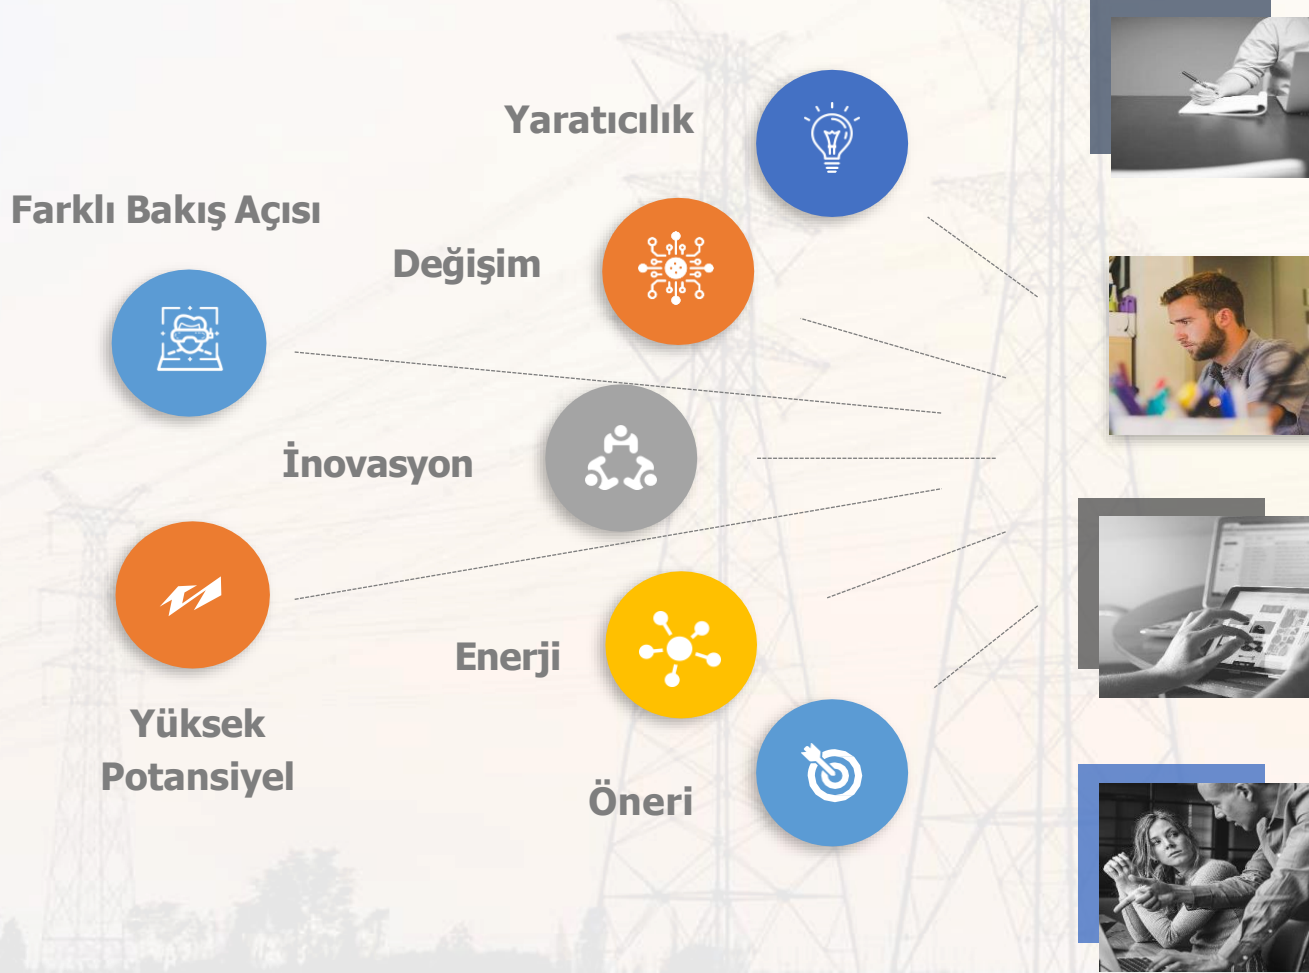 Yaratıcılık
Farklı Bakış Açısı
Değişim
İnovasyon
Enerji
Yüksek
Potansiyel
Öneri